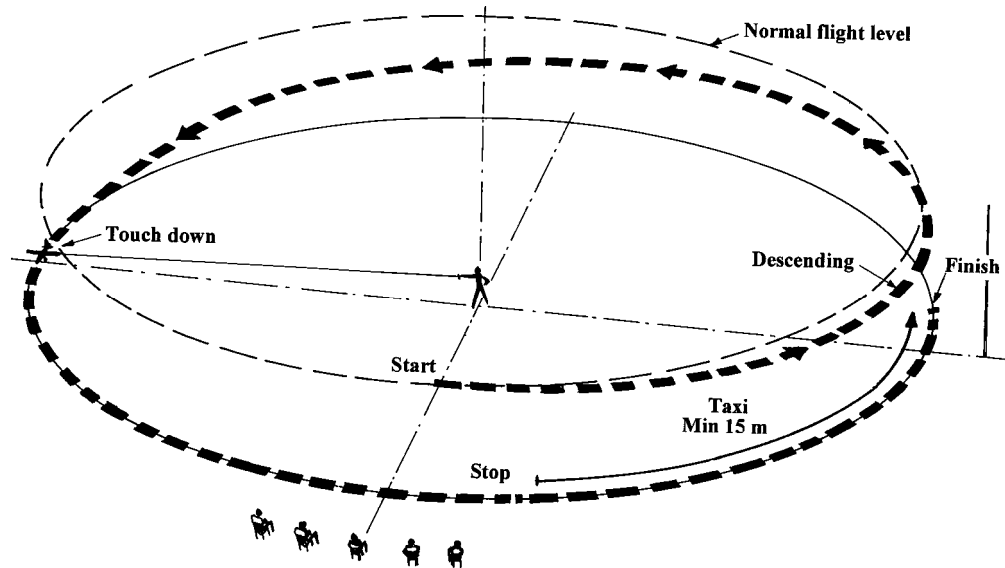 Normal flight level
Touch down
Descending
Finish
Start
Taxi
Min 15 m
Stop